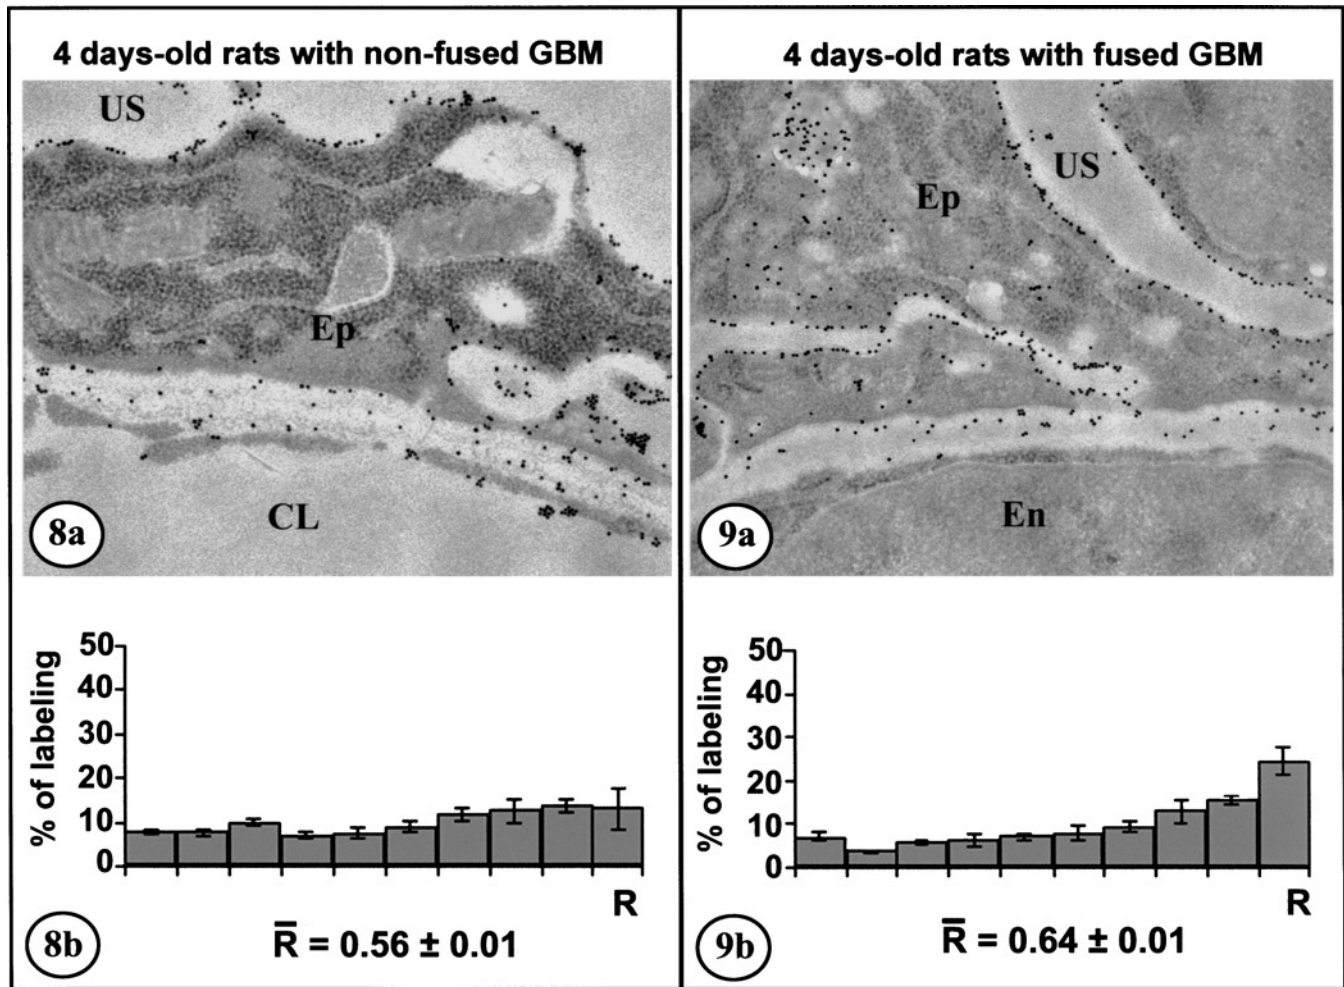 4 days-old rats with non-fused GBM
US
Ep
CL
8a
% of labeling
50
40
30
20
10
0
R
8b
R̅ = 0.56 ± 0.01
4 days-old rats with fused GBM
US
Ep
En
9a
% of labeling
50
40
30
20
10
0
R
9b
R̅ = 0.64 ± 0.01